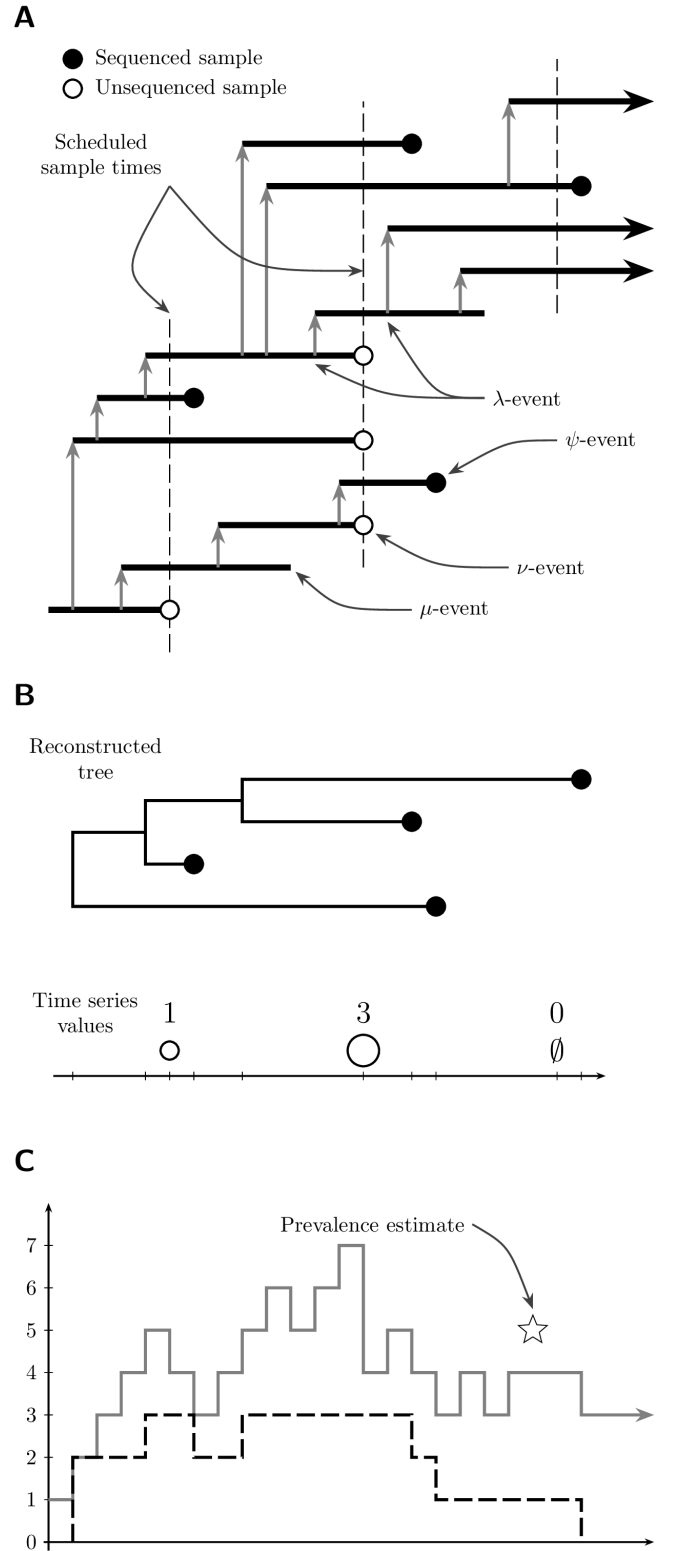 A
Sequenced sample
Unsequenced sample
Scheduled
sample times
λ-event
ψ-event
ν-event
μ-event
B
Reconstructed
tree
Time series
values
1
3
0
∅
C
Prevalence estimate
7
6
5
4
3
2
1
0